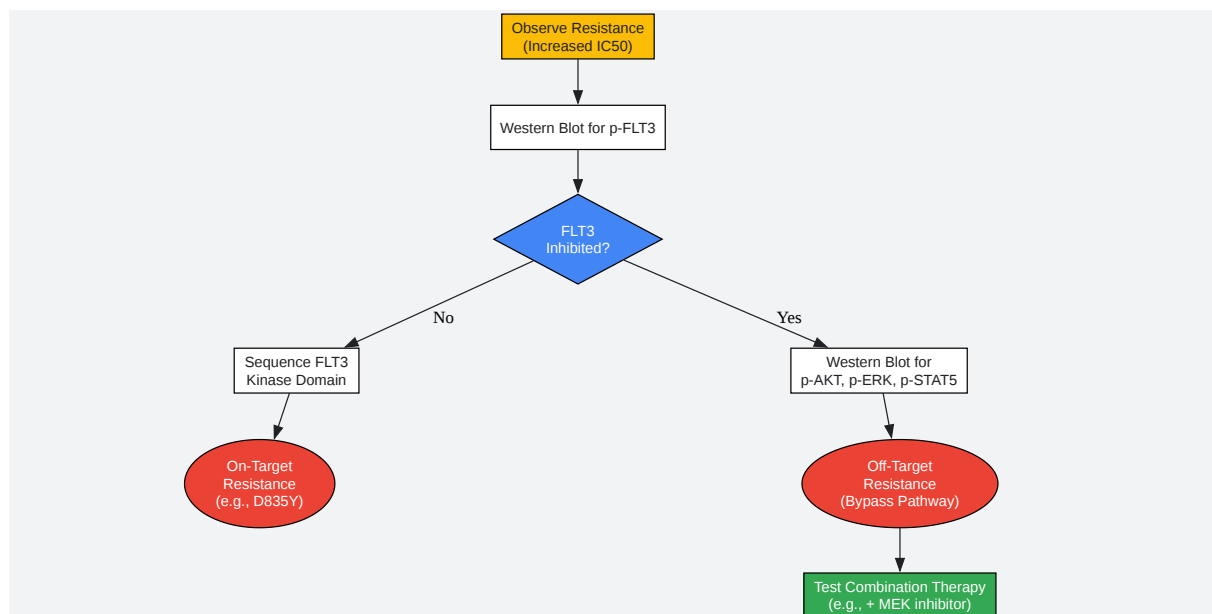 Observe Resistance
(Increased IC50)
Western Blot for p-FLT3
FLT3
Inhibited?
No
Yes
Sequence FLT3
Kinase Domain
Western Blot for
p-AKT, p-ERK, p-STAT5
On-Target
Resistance
(e.g., D835Y)
Off-Target
Resistance
(Bypass Pathway)
Test Combination Therapy
(e.g., + MEK inhibitor)